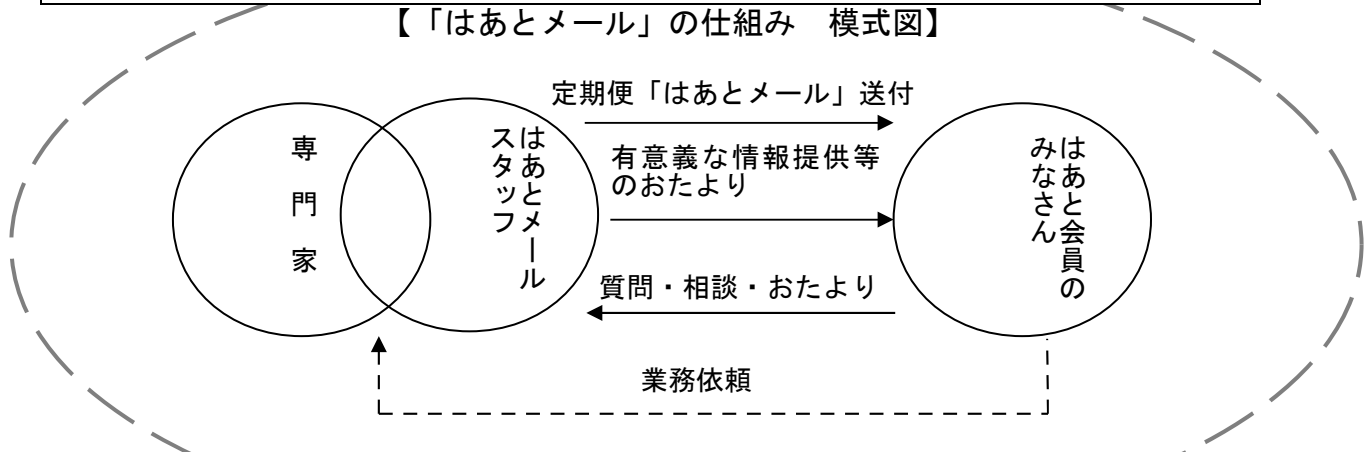 【「はあとメール」の仕組み　模式図】
専門家
はあとメール
スタッフ
定期便「はあとメール」送付
有意義な情報提供等
のおたより
質問・相談・おたより
はあと会員の
みなさん
業務依頼